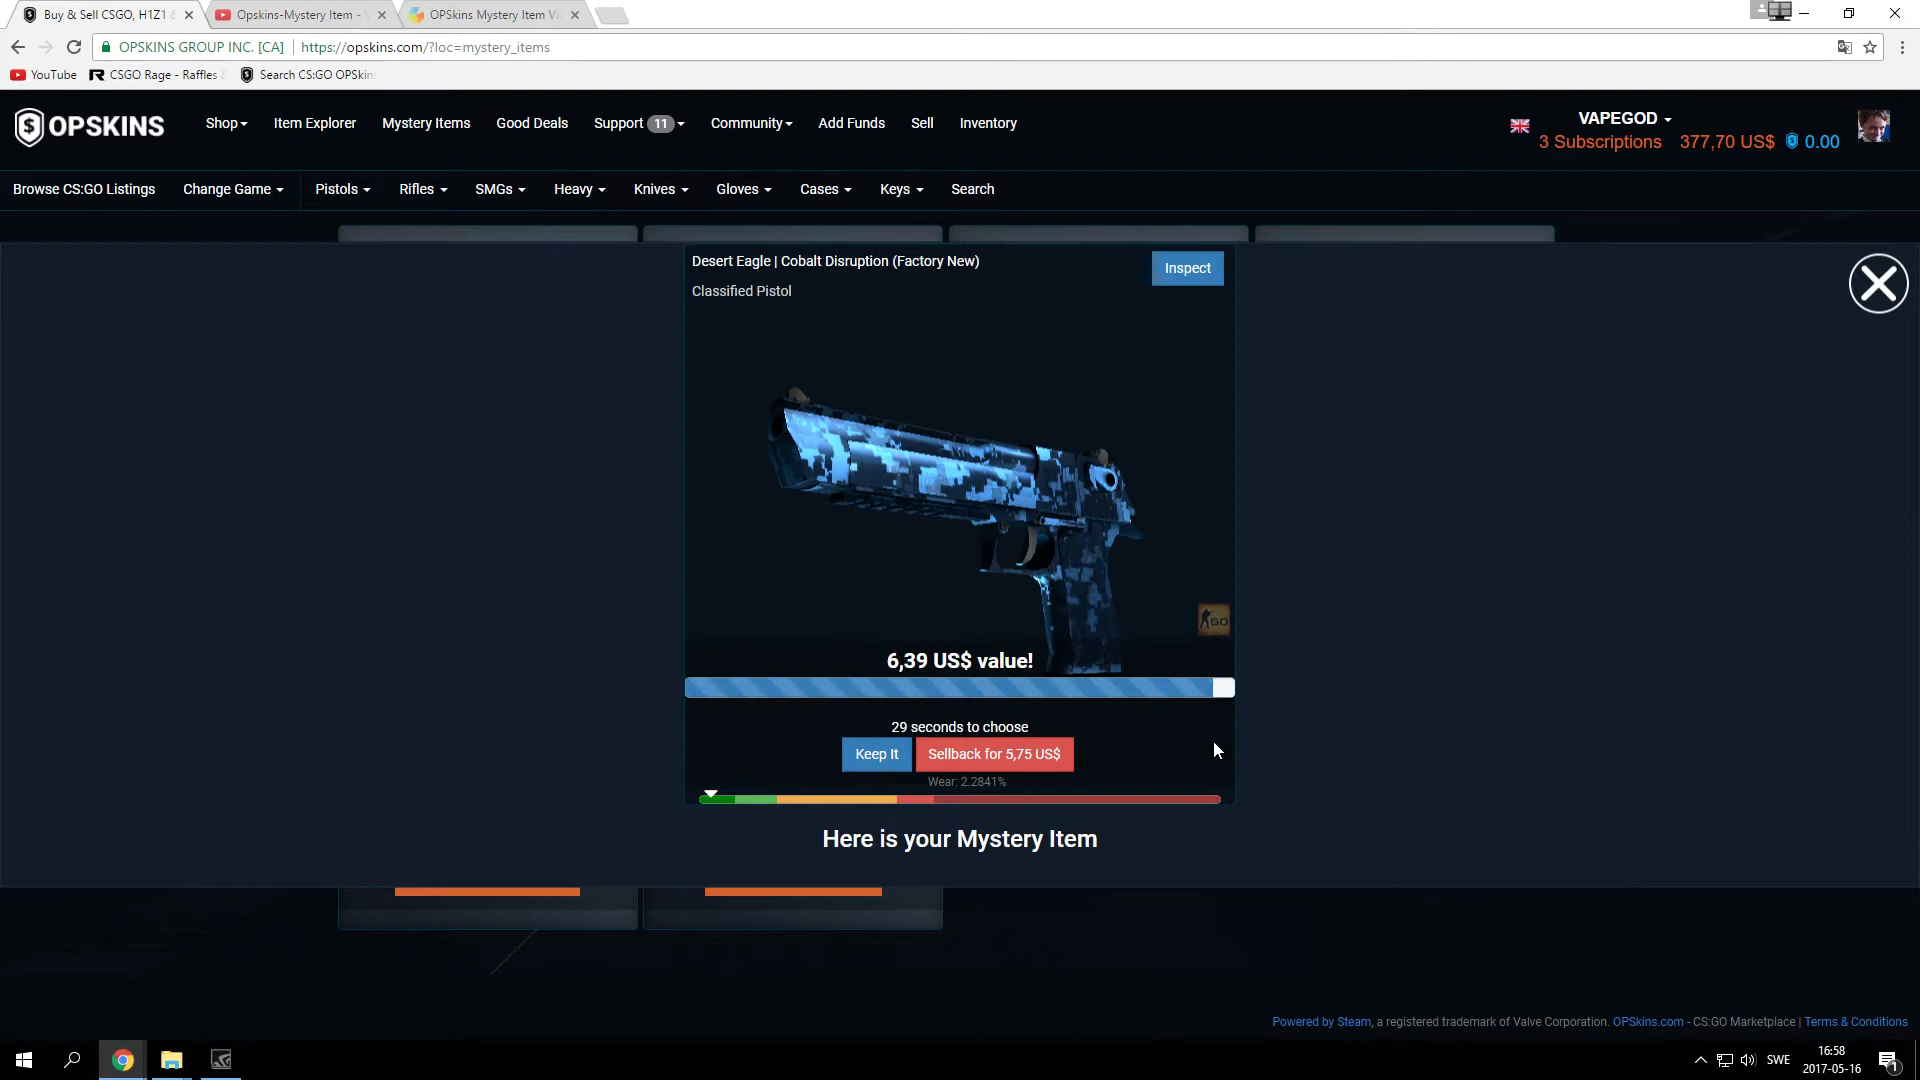 Buy & Sell CSGO, H1Z1 &
Opskins-Mystery Item -
OPSkins Mystery Item Vi
OPSKINS GROUP INC. [CA] | https://opskins.com/?loc=mystery_items
YouTube
CSGO Rage - Raffles
Search CS:GO OPSkin
OPSKINS
Shop
Item Explorer
Mystery Items
Good Deals
Support 11
Community
Add Funds
Sell
Inventory
VAPEGOD
3 Subscriptions 377,70 US$ 0.00
Browse CS:GO Listings
Change Game
Pistols
Rifles
SMGs
Heavy
Knives
Gloves
Cases
Keys
Search
Desert Eagle | Cobalt Disruption (Factory New)
Inspect
Classified Pistol
GO
6,39 US$ value!
29 seconds to choose
Keep It
Sellback for 5,75 US$
Wear: 2.2841%
Here is your Mystery Item
Powered by Steam, a registered trademark of Valve Corporation. OPSkins.com - CS:GO Marketplace | Terms & Conditions
SWE
16:58
2017-05-16
1